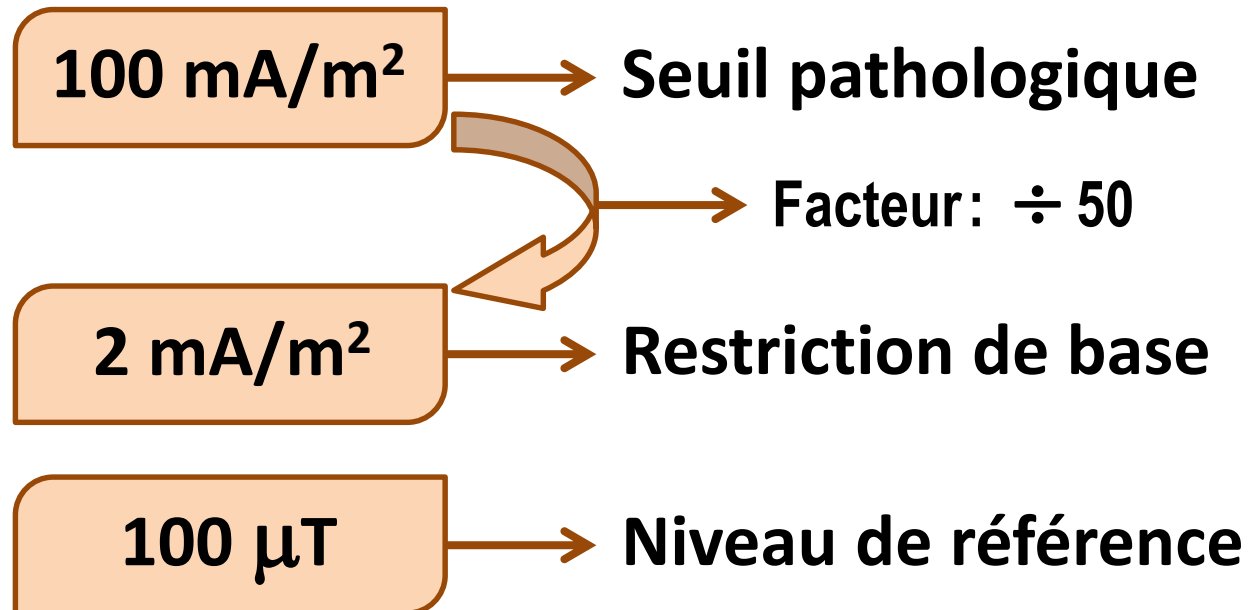 100 mA/m² Seuil pathologique
Facteur: ÷ 50
2 mA/m² Restriction de base
100 µT Niveau de référence